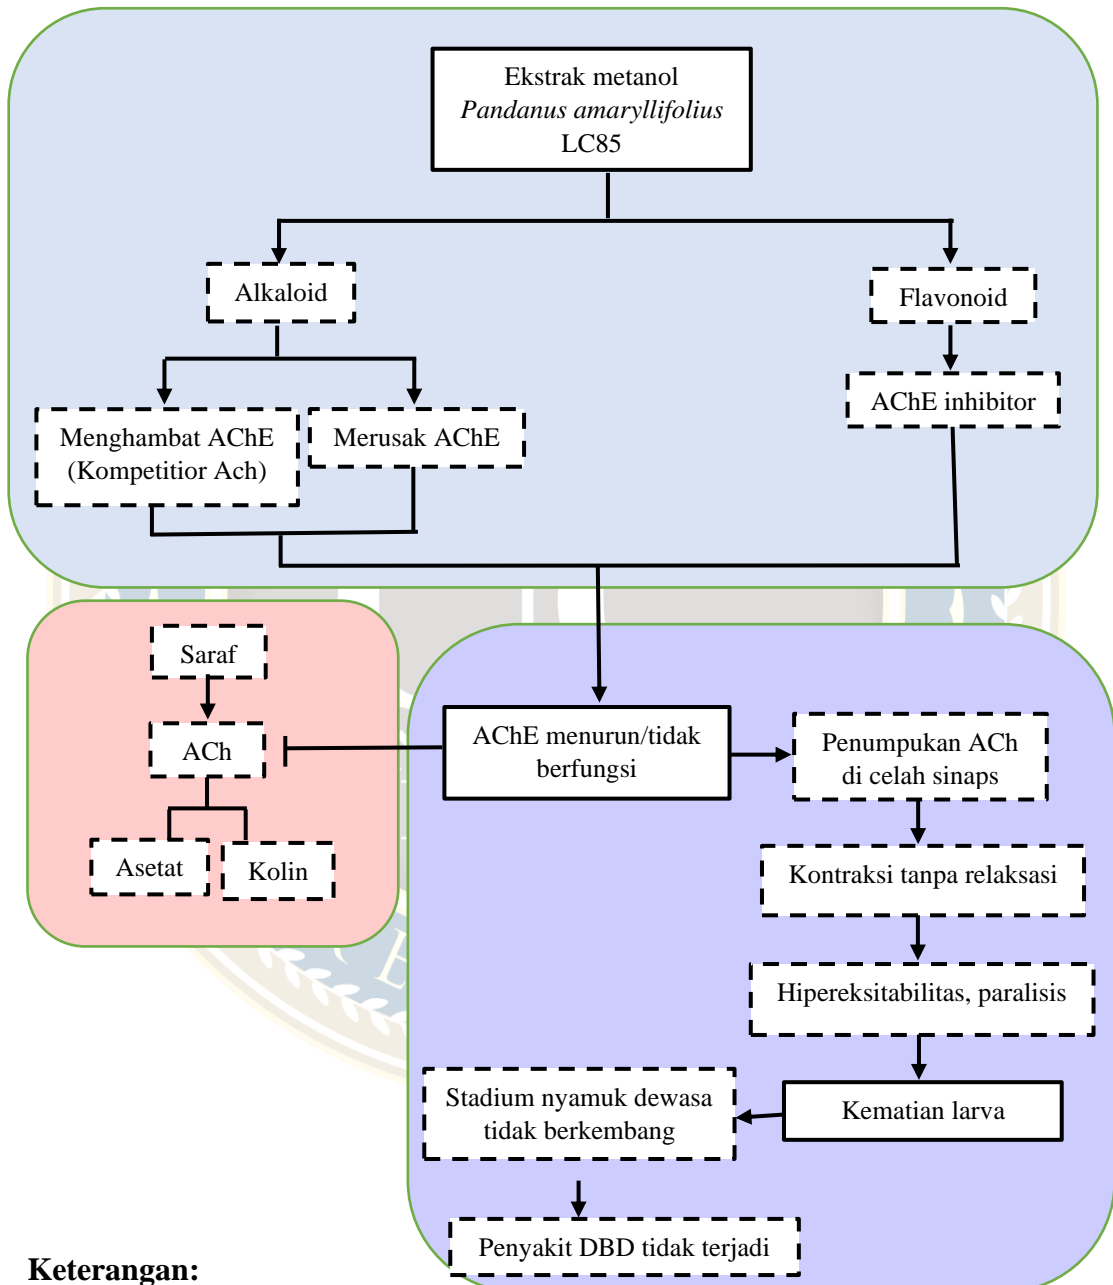 Ekstrak metanol
Pandanus amaryllifolius
LC85
Alkaloid
Flavonoid
Menghambat AChE
(Kompetitior Ach)
Merusak AChE
AChE inhibitor
Saraf
ACh
Asetat
Kolin
AChE menurun/tidak
berfungsi
Penumpukan ACh
di celah sinaps
Kontraksi tanpa relaksasi
Hipereksitabilitas, paralisis
Kematian larva
Stadium nyamuk dewasa
tidak berkembang
Penyakit DBD tidak terjadi
Keterangan: